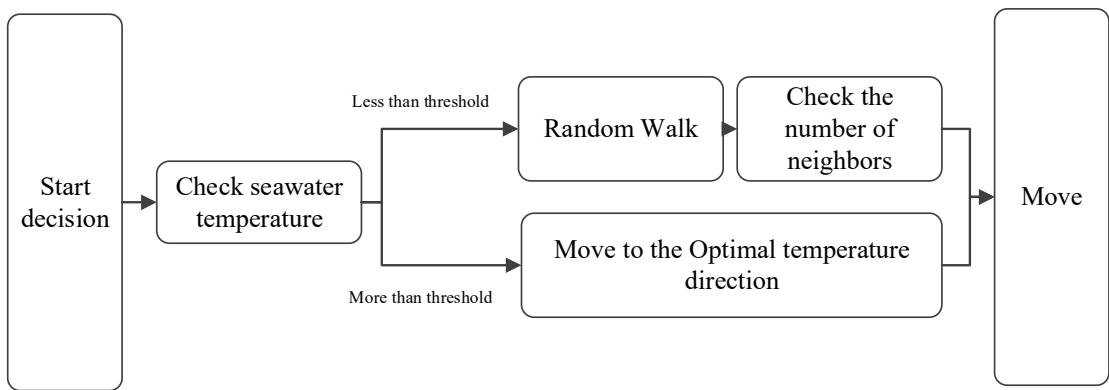 Start
decision
Check seawater
temperature
Less than threshold
Random Walk
Check the
number of
neighbors
Move to the Optimal temperature
direction
More than threshold
Move